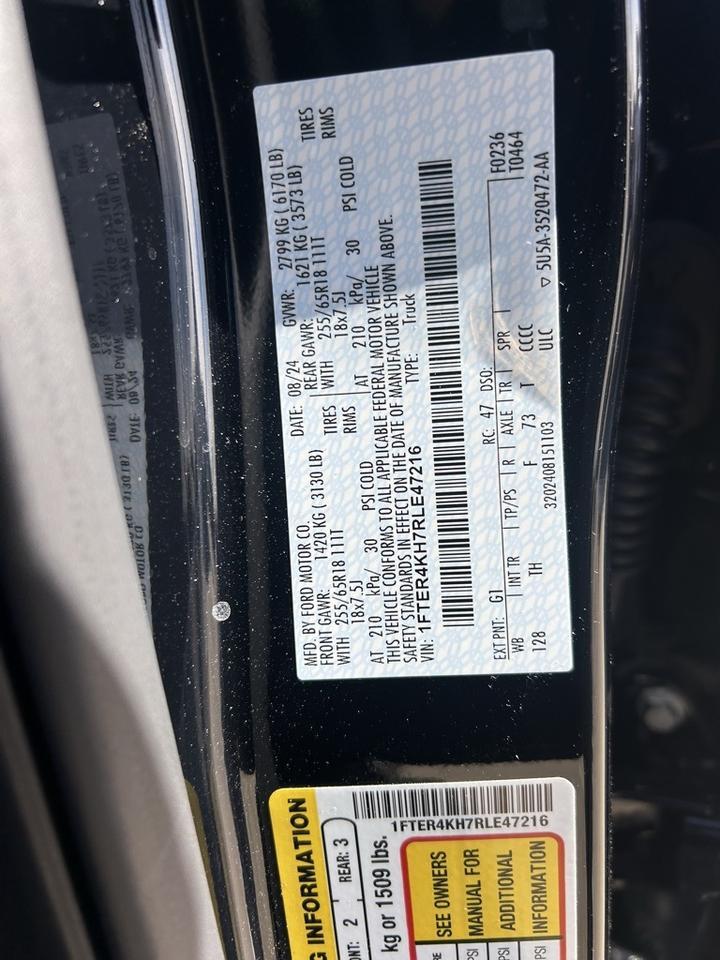 MFD. BY FORD MOTOR CO.
DATE: 08/24 GVWR: 2799 KG ( 6170 LB)
FRONT GAWR: 1420 KG ( 3130 LB) REAR GAWR: 1621 KG ( 3573 LB)
WITH 255/65R18 111T TIRES WITH 255/65R18 111T TIRES
18x7.5J RIMS 18x7.5J RIMS
AT 210 kPa/ 30 PSI COLD AT 210 kPa/ 30 PSI COLD
THIS VEHICLE CONFORMS TO ALL APPLICABLE FEDERAL MOTOR VEHICLE
SAFETY STANDARDS IN EFFECT ON THE DATE OF MANUFACTURE SHOWN ABOVE.
VIN: 1FTER4KH7RLE47216 TYPE: Truck
EXT PNT: G1 RC: 47 DSO: F0236
WB INT TR TP/PS R AXLE TR SPR T0464
128 TH F 73 T CCCC
3202408151103 ULC ▽ 5U5A-3520472-AA
G INFORMATION
NT: 2 REAR: 3
kg or 1509 lbs.
1FTER4KH7RLE47216
SEE OWNERS
MANUAL FOR
ADDITIONAL
INFORMATION
PSI
PSI
PSI